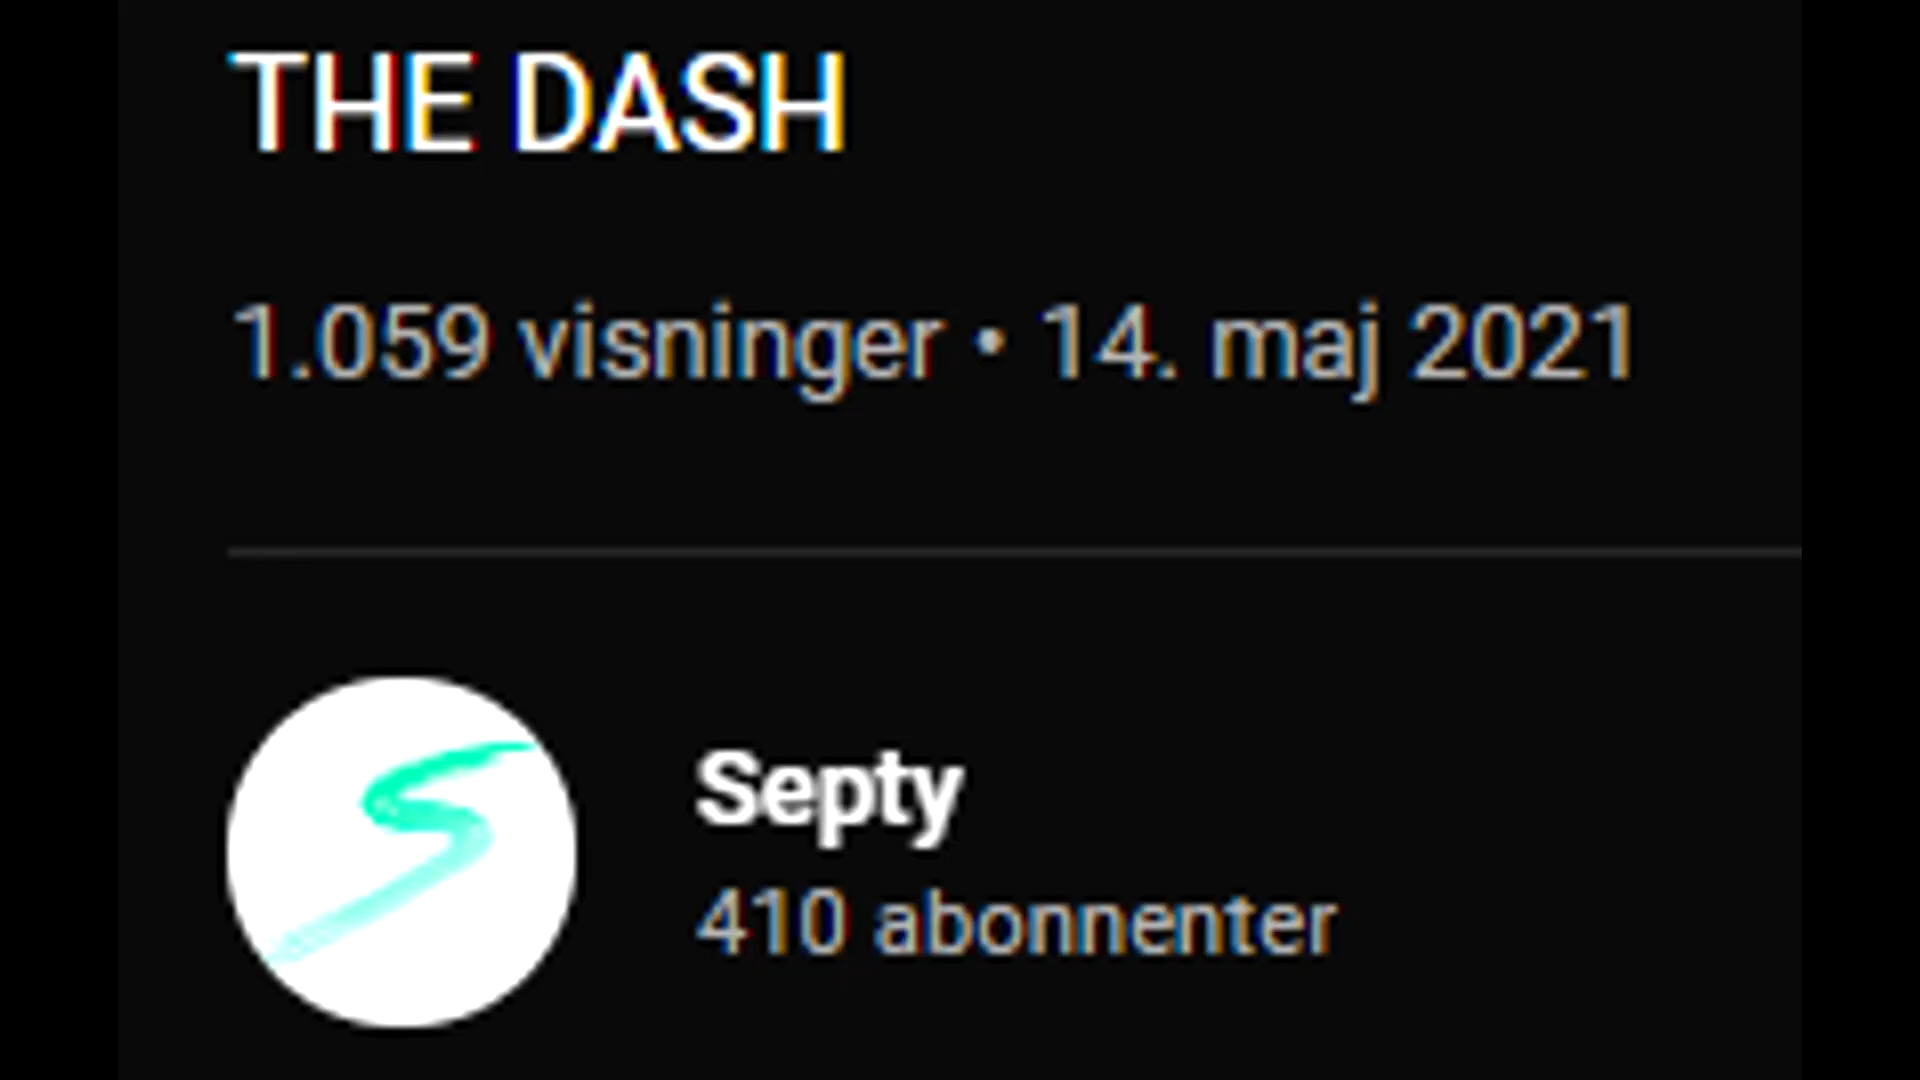 THE DASH
1.059 visninger • 14. maj 2021
Septy
410 abonnenter